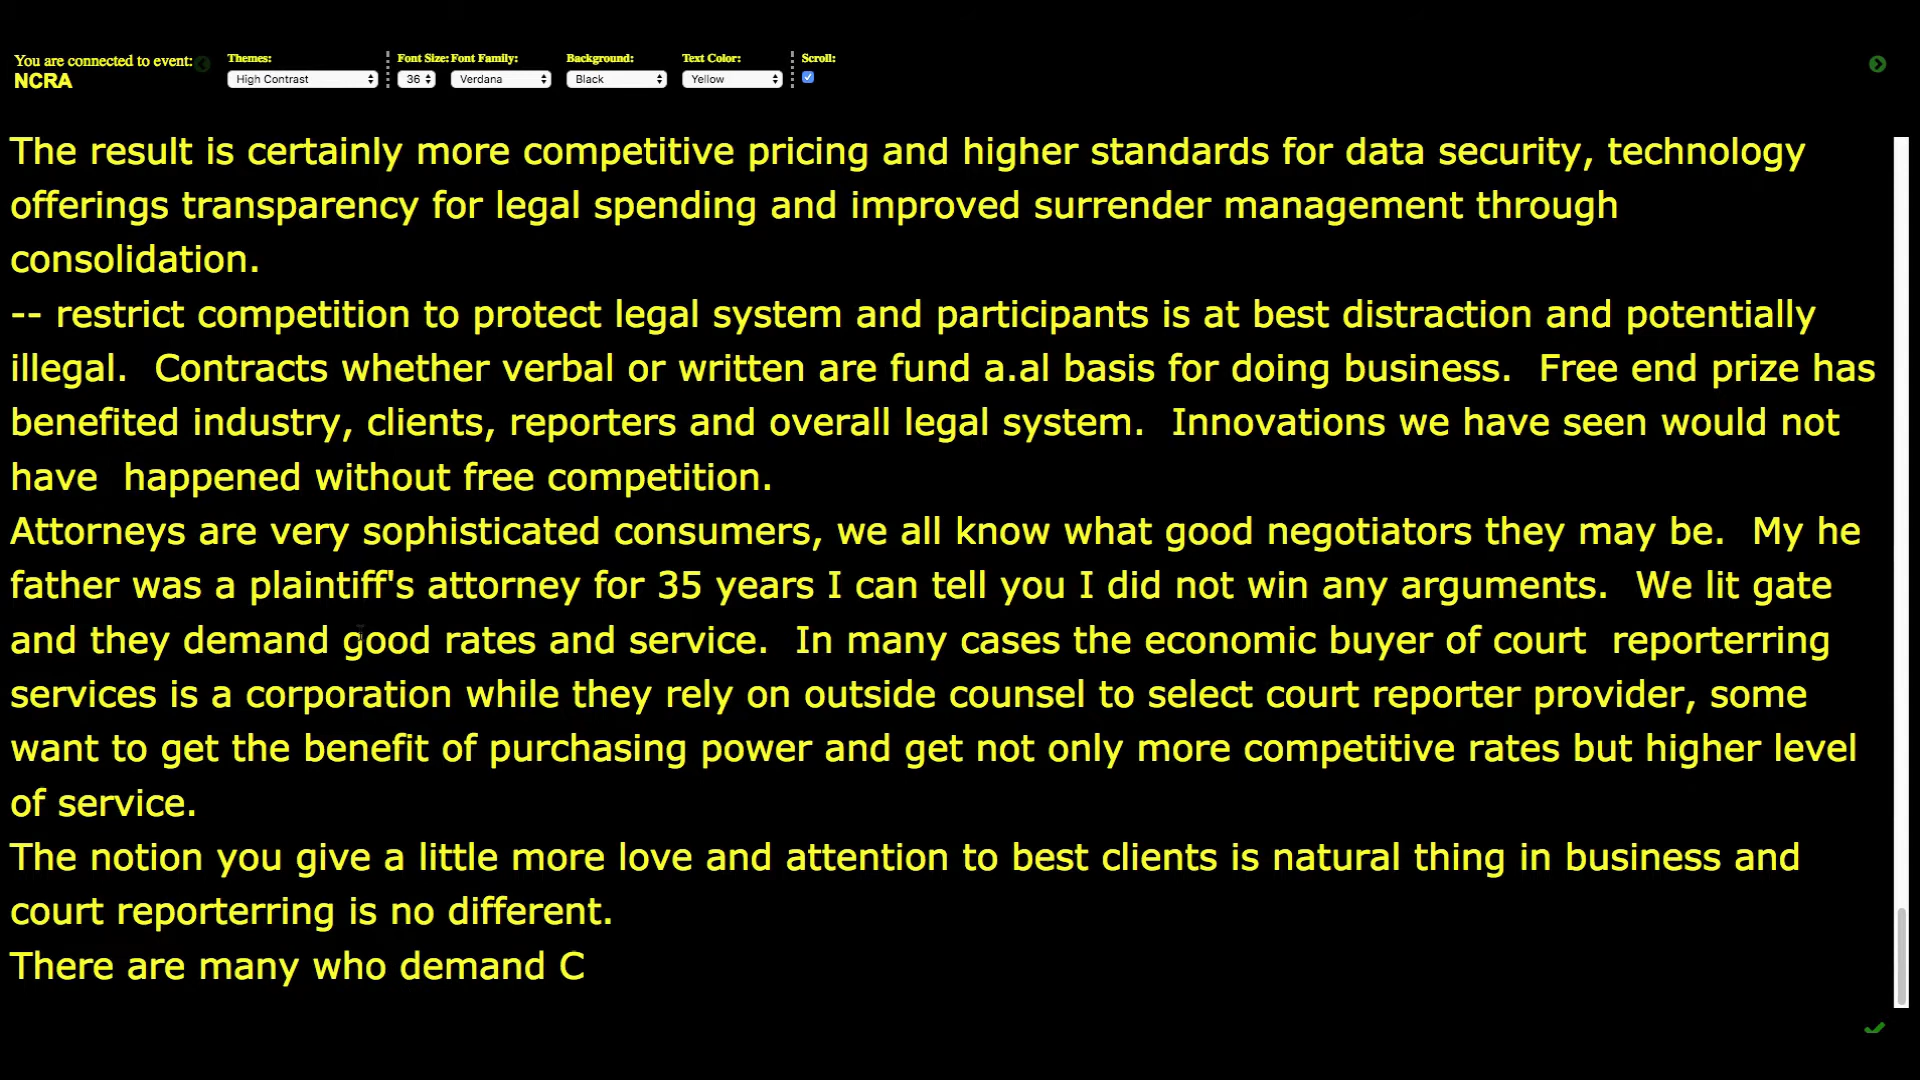 You are connected to event:
NCRA
Themes:
High Contrast
Font Size:
36
Font Family:
Verdana
Background:
Black
Text Color:
Yellow
Scroll:
The result is certainly more competitive pricing and higher standards for data security, technology
offerings transparency for legal spending and improved surrender management through
consolidation.
-- restrict competition to protect legal system and participants is at best distraction and potentially
illegal.  Contracts whether verbal or written are fund a.al basis for doing business.  Free end prize has
benefited industry, clients, reporters and overall legal system.  Innovations we have seen would not
have  happened without free competition.
Attorneys are very sophisticated consumers, we all know what good negotiators they may be.  My he
father was a plaintiff's attorney for 35 years I can tell you I did not win any arguments.  We lit gate
and they demand good rates and service.  In many cases the economic buyer of court  reporterring
services is a corporation while they rely on outside counsel to select court reporter provider, some
want to get the benefit of purchasing power and get not only more competitive rates but higher level
of service.
The notion you give a little more love and attention to best clients is natural thing in business and
court reporterring is no different.
There are many who demand C